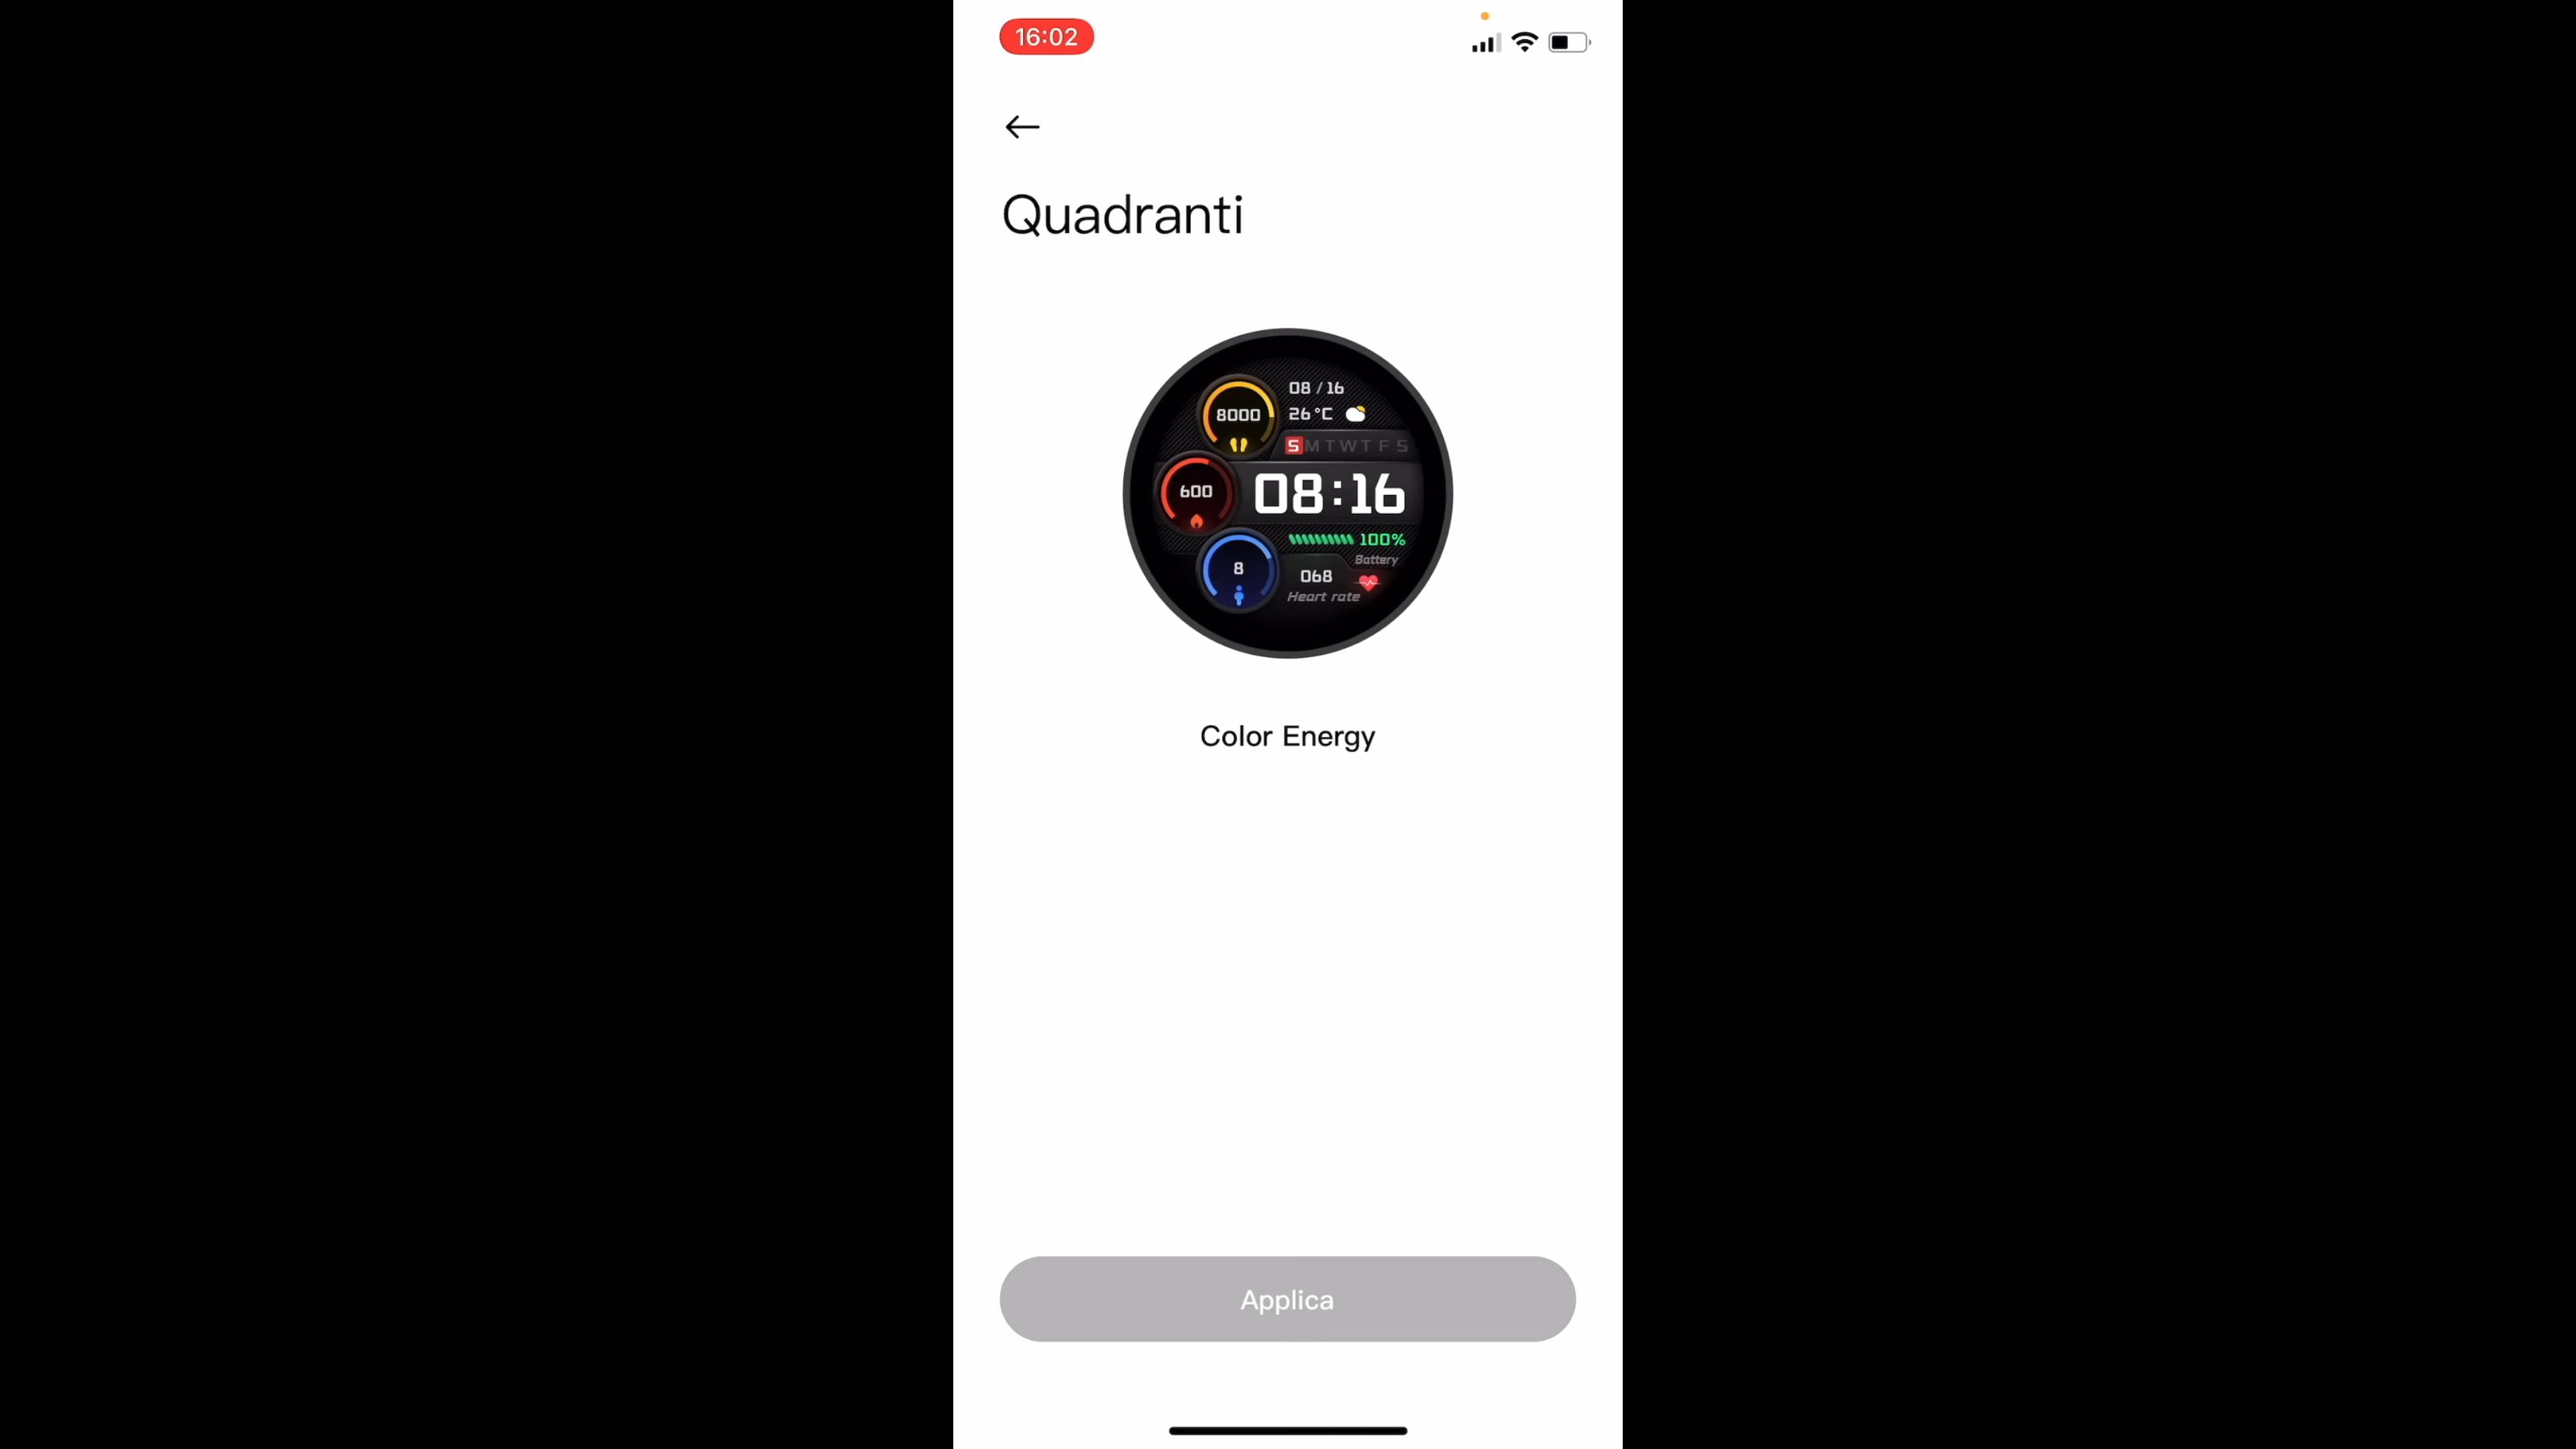 16:02
Quadranti
8000
08 / 16
26°C
S M T W T F S
600
08:16
100%
Battery
8
068
Heart rate
Color Energy
Applica